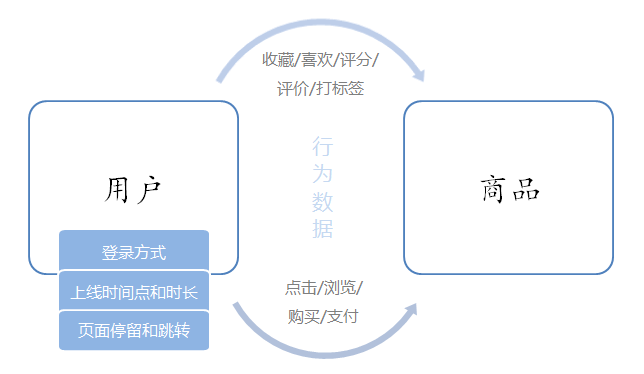 收藏/喜欢/评分/
评价/打标签
行
为
数
据
用户
商品
登录方式
上线时间点和时长
页面停留和跳转
点击/浏览/
购买/支付